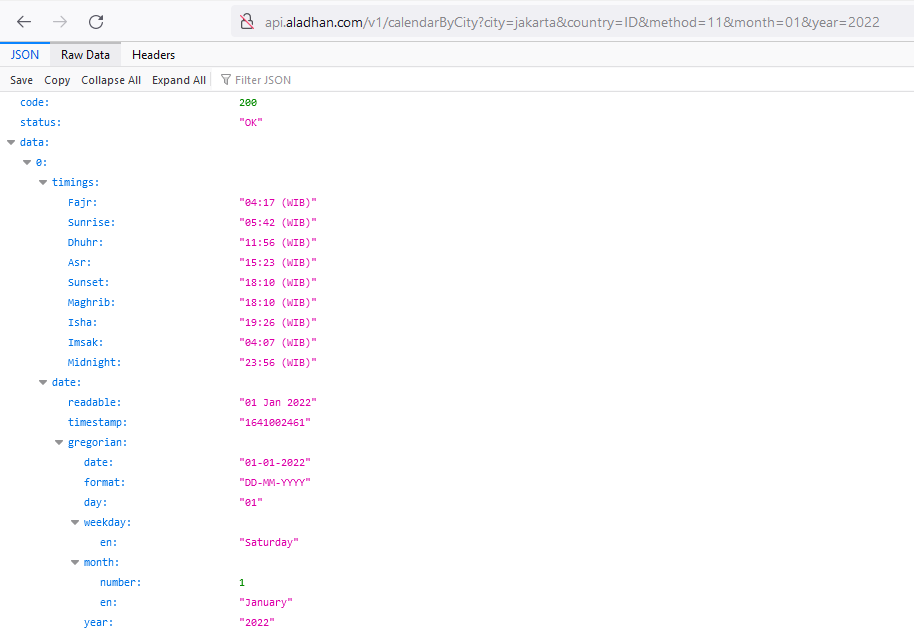 api.aladhan.com/v1/calendarByCity?city=jakarta&country=ID&method=11&month=01&year=2022
JSON Raw Data Headers
Save Copy Collapse All Expand All Filter JSON
code: 200
status: "OK"
data:
0:
timings:
Fajr: "04:17 (WIB)"
Sunrise: "05:42 (WIB)"
Dhuhr: "11:56 (WIB)"
Asr: "15:23 (WIB)"
Sunset: "18:10 (WIB)"
Maghrib: "18:10 (WIB)"
Isha: "19:26 (WIB)"
Imsak: "04:07 (WIB)"
Midnight: "23:56 (WIB)"
date:
readable: "01 Jan 2022"
timestamp: "1641002461"
gregorian:
date: "01-01-2022"
format: "DD-MM-YYYY"
day: "01"
weekday:
en: "Saturday"
month:
number: 1
en: "January"
year: "2022"